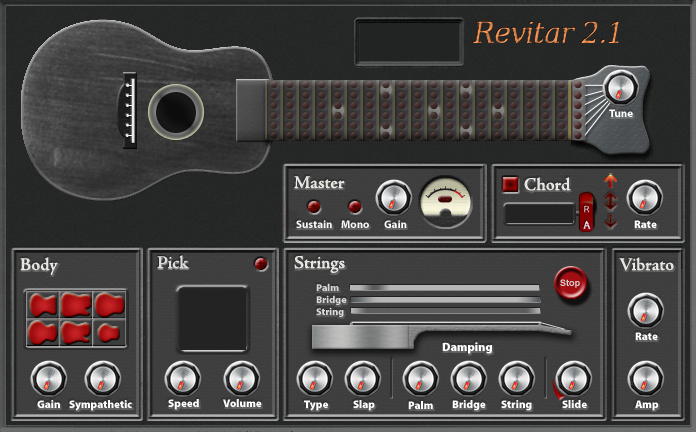 Revitar 2.1
Tune
Master
Sustain Mono Gain
Chord
R
A
Rate
Body
Gain Sympathetic
Pick
Speed Volume
Strings
Palm
Bridge
String
Stop
Damping
Type Slap Palm Bridge String Slide
Vibrato
Rate
Amp